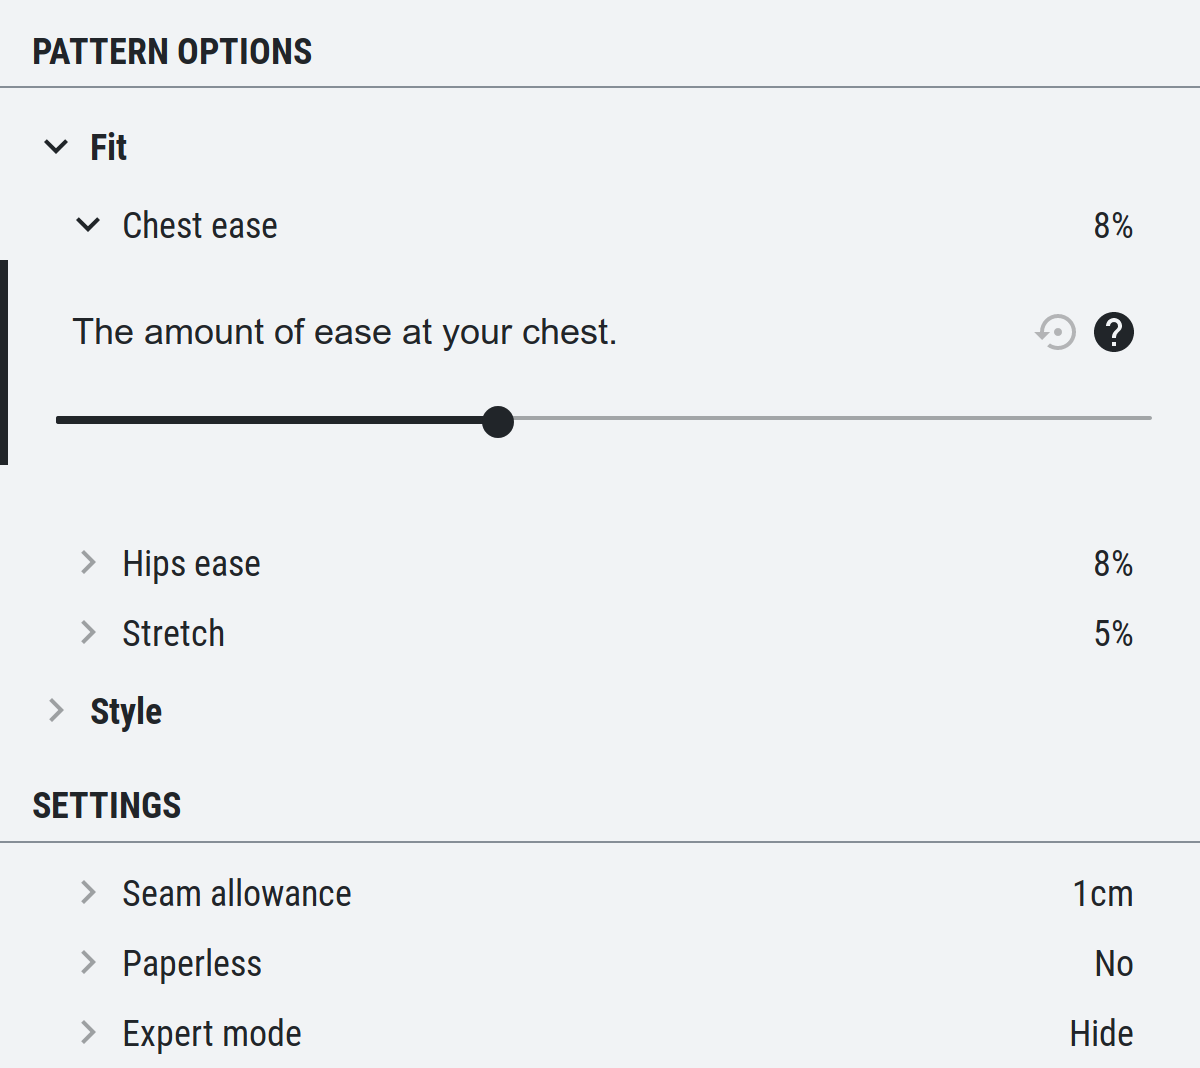 PATTERN OPTIONS
Fit
Chest ease 8%
The amount of ease at your chest.
Hips ease 8%
Stretch 5%
Style
SETTINGS
Seam allowance 1cm
Paperless No
Expert mode Hide